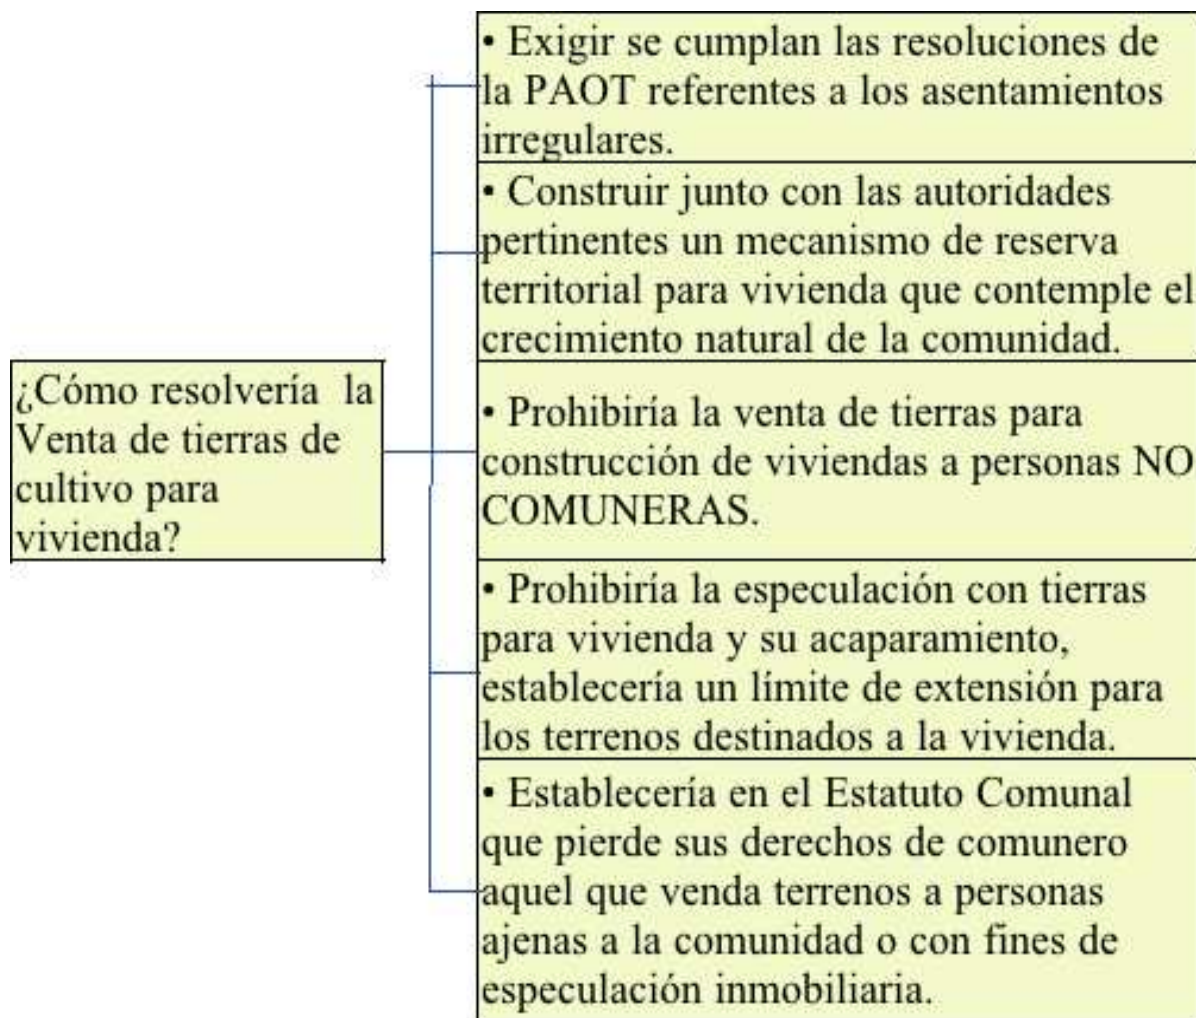 ¿Cómo resolvería la
Venta de tierras de
cultivo para
vivienda?
• Exigir se cumplan las resoluciones de
la PAOT referentes a los asentamientos
irregulares.
• Construir junto con las autoridades
pertinentes un mecanismo de reserva
territorial para vivienda que contemple el
crecimiento natural de la comunidad.
• Prohibiría la venta de tierras para
construcción de viviendas a personas NO
COMUNERAS.
• Prohibiría la especulación con tierras
para vivienda y su acaparamiento,
establecería un límite de extensión para
los terrenos destinados a la vivienda.
• Establecería en el Estatuto Comunal
que pierde sus derechos de comunero
aquel que venda terrenos a personas
ajenas a la comunidad o con fines de
especulación inmobiliaria.